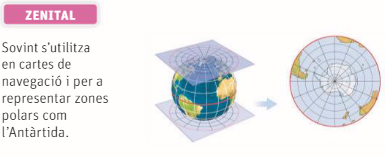 ZENITAL
Sovint s'utilitza
en cartes de
navegació i per a
representar zones
polars com
l'Antàrtida.